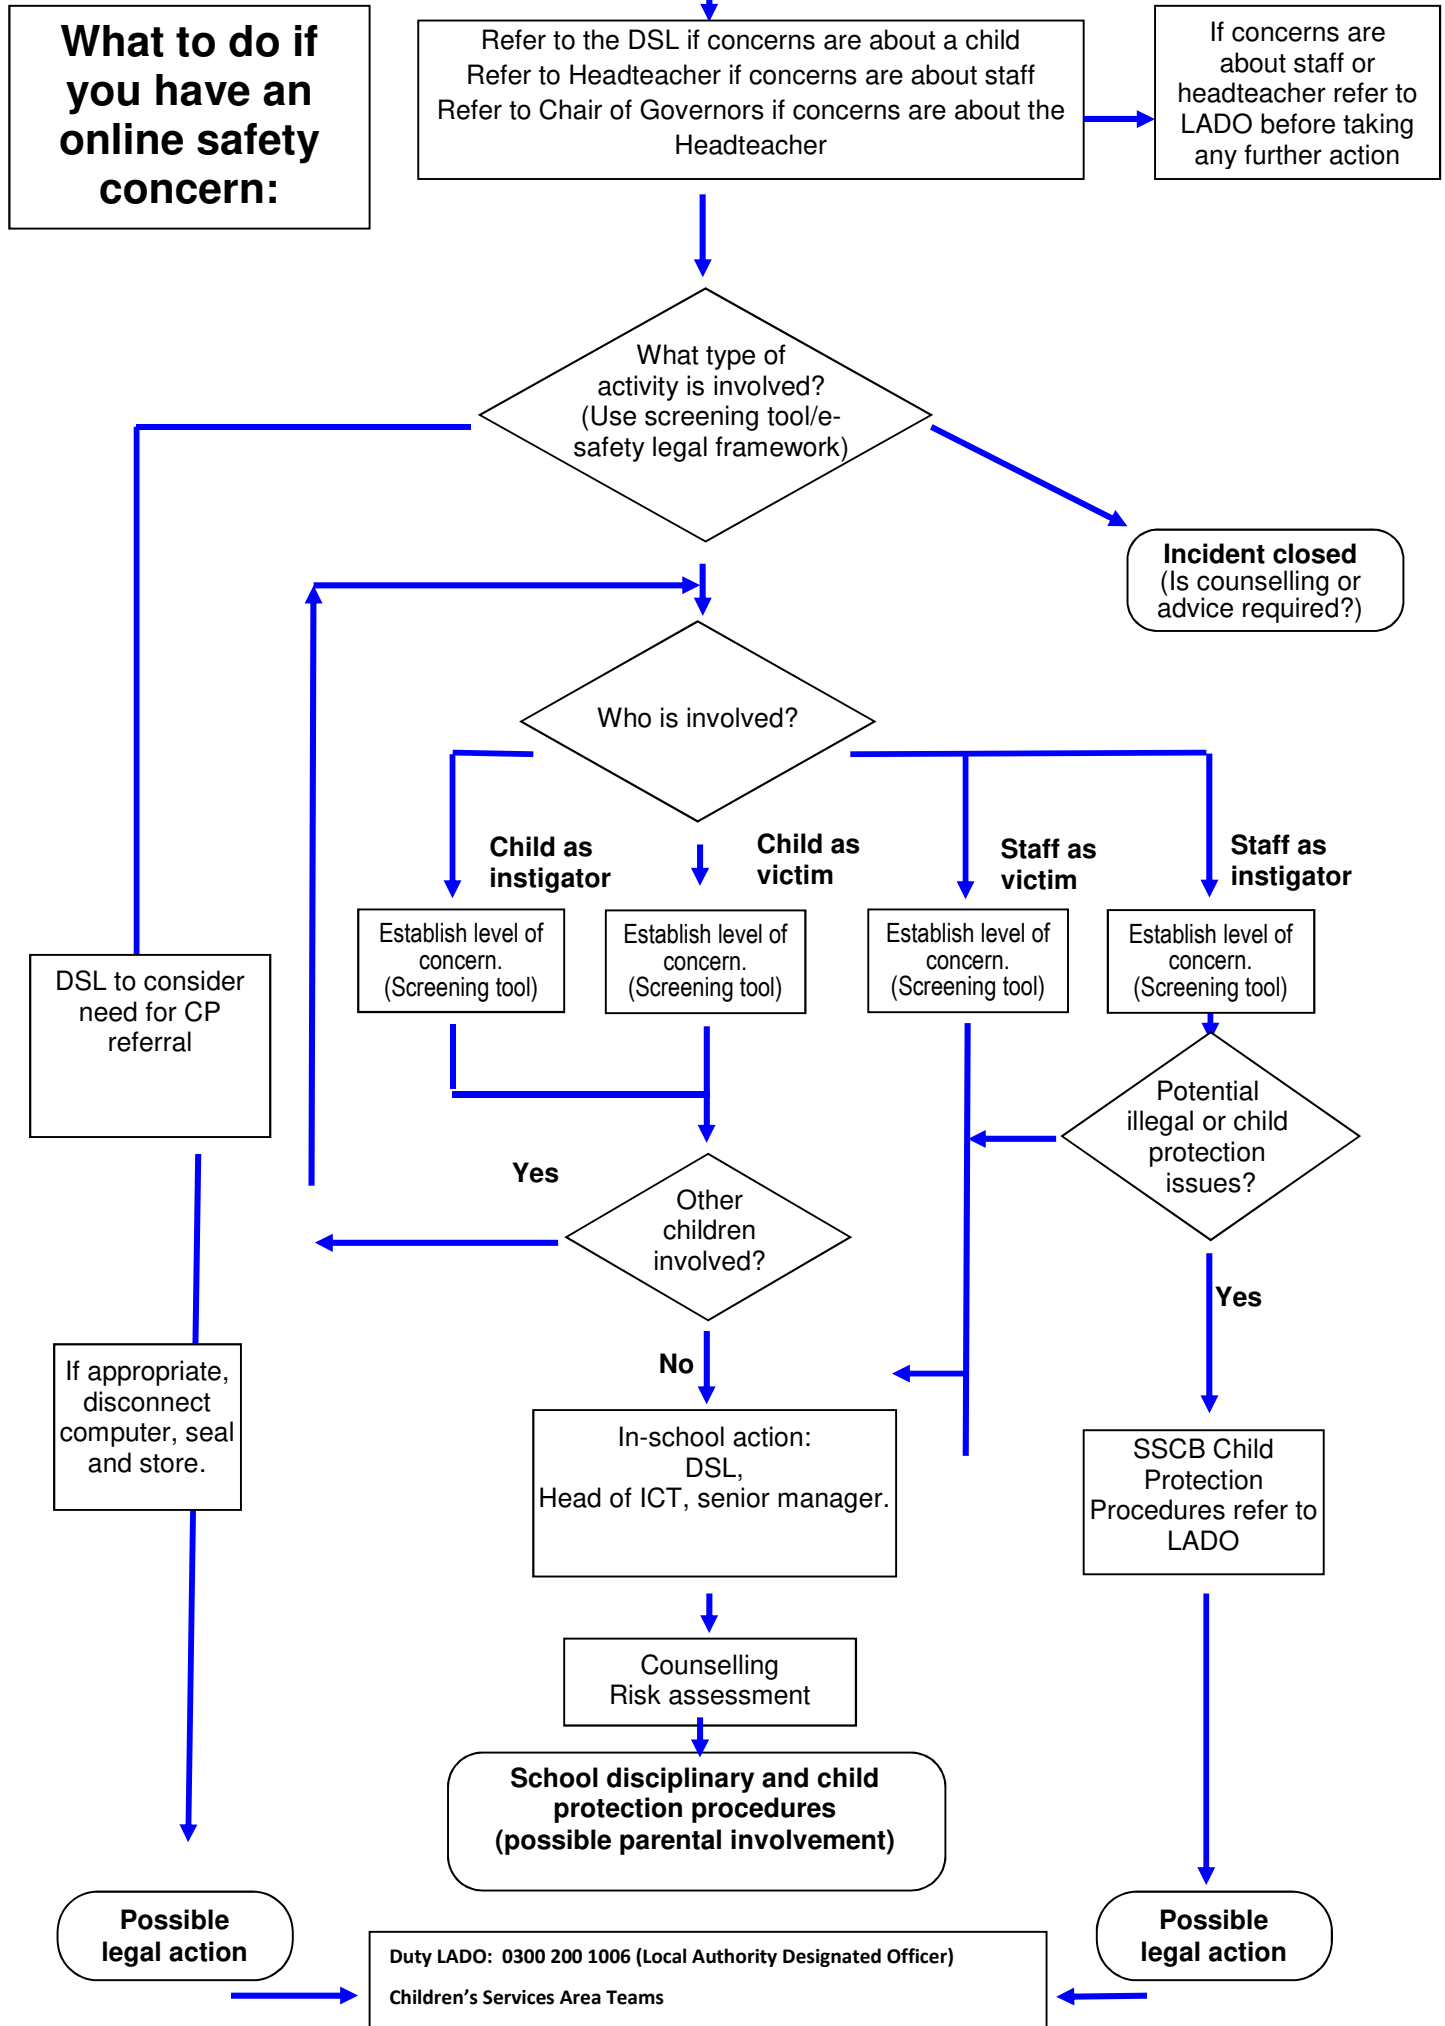 What to do if
you have an
online safety
concern:
Refer to the DSL if concerns are about a child
Refer to Headteacher if concerns are about staff
Refer to Chair of Governors if concerns are about the
Headteacher
If concerns are
about staff or
headteacher refer to
LADO before taking
any further action
What type of
activity is involved?
(Use screening tool/e-
safety legal framework)
Incident closed
(Is counselling or
advice required?)
Who is involved?
Child as
instigator
Child as
victim
Staff as
victim
Staff as
instigator
Establish level of
concern.
(Screening tool)
Establish level of
concern.
(Screening tool)
Establish level of
concern.
(Screening tool)
Establish level of
concern.
(Screening tool)
DSL to consider
need for CP
referral
Potential
illegal or child
protection
issues?
Yes
Other
children
involved?
Yes
No
If appropriate,
disconnect
computer, seal
and store.
In-school action:
DSL,
Head of ICT, senior manager.
SSCB Child
Protection
Procedures refer to
LADO
Counselling
Risk assessment
School disciplinary and child
protection procedures
(possible parental involvement)
Possible
legal action
Possible
legal action
Duty LADO: 0300 200 1006 (Local Authority Designated Officer)
Children's Services Area Teams